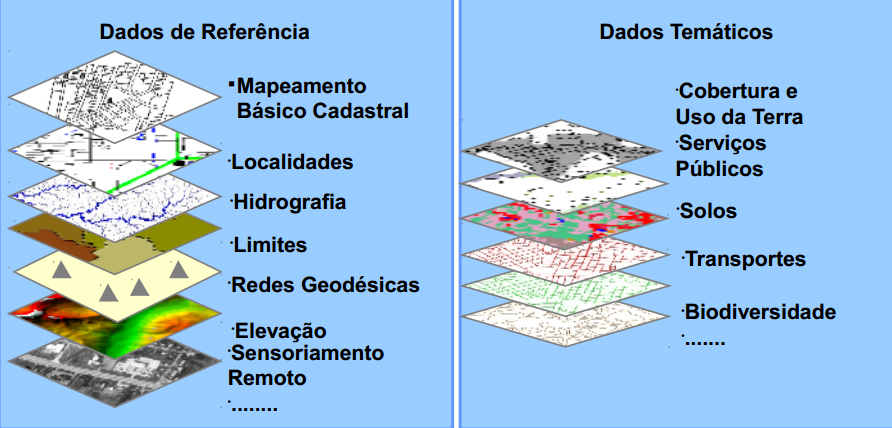 Dados de Referência
▪Mapeamento
Básico Cadastral
·Localidades
·Hidrografia
·Limites
·Redes Geodésicas
·Elevação
·Sensoriamento
Remoto
·........
Dados Temáticos
·Cobertura e
Uso da Terra
·Serviços
Públicos
·Solos
·Transportes
·Biodiversidade
·.......